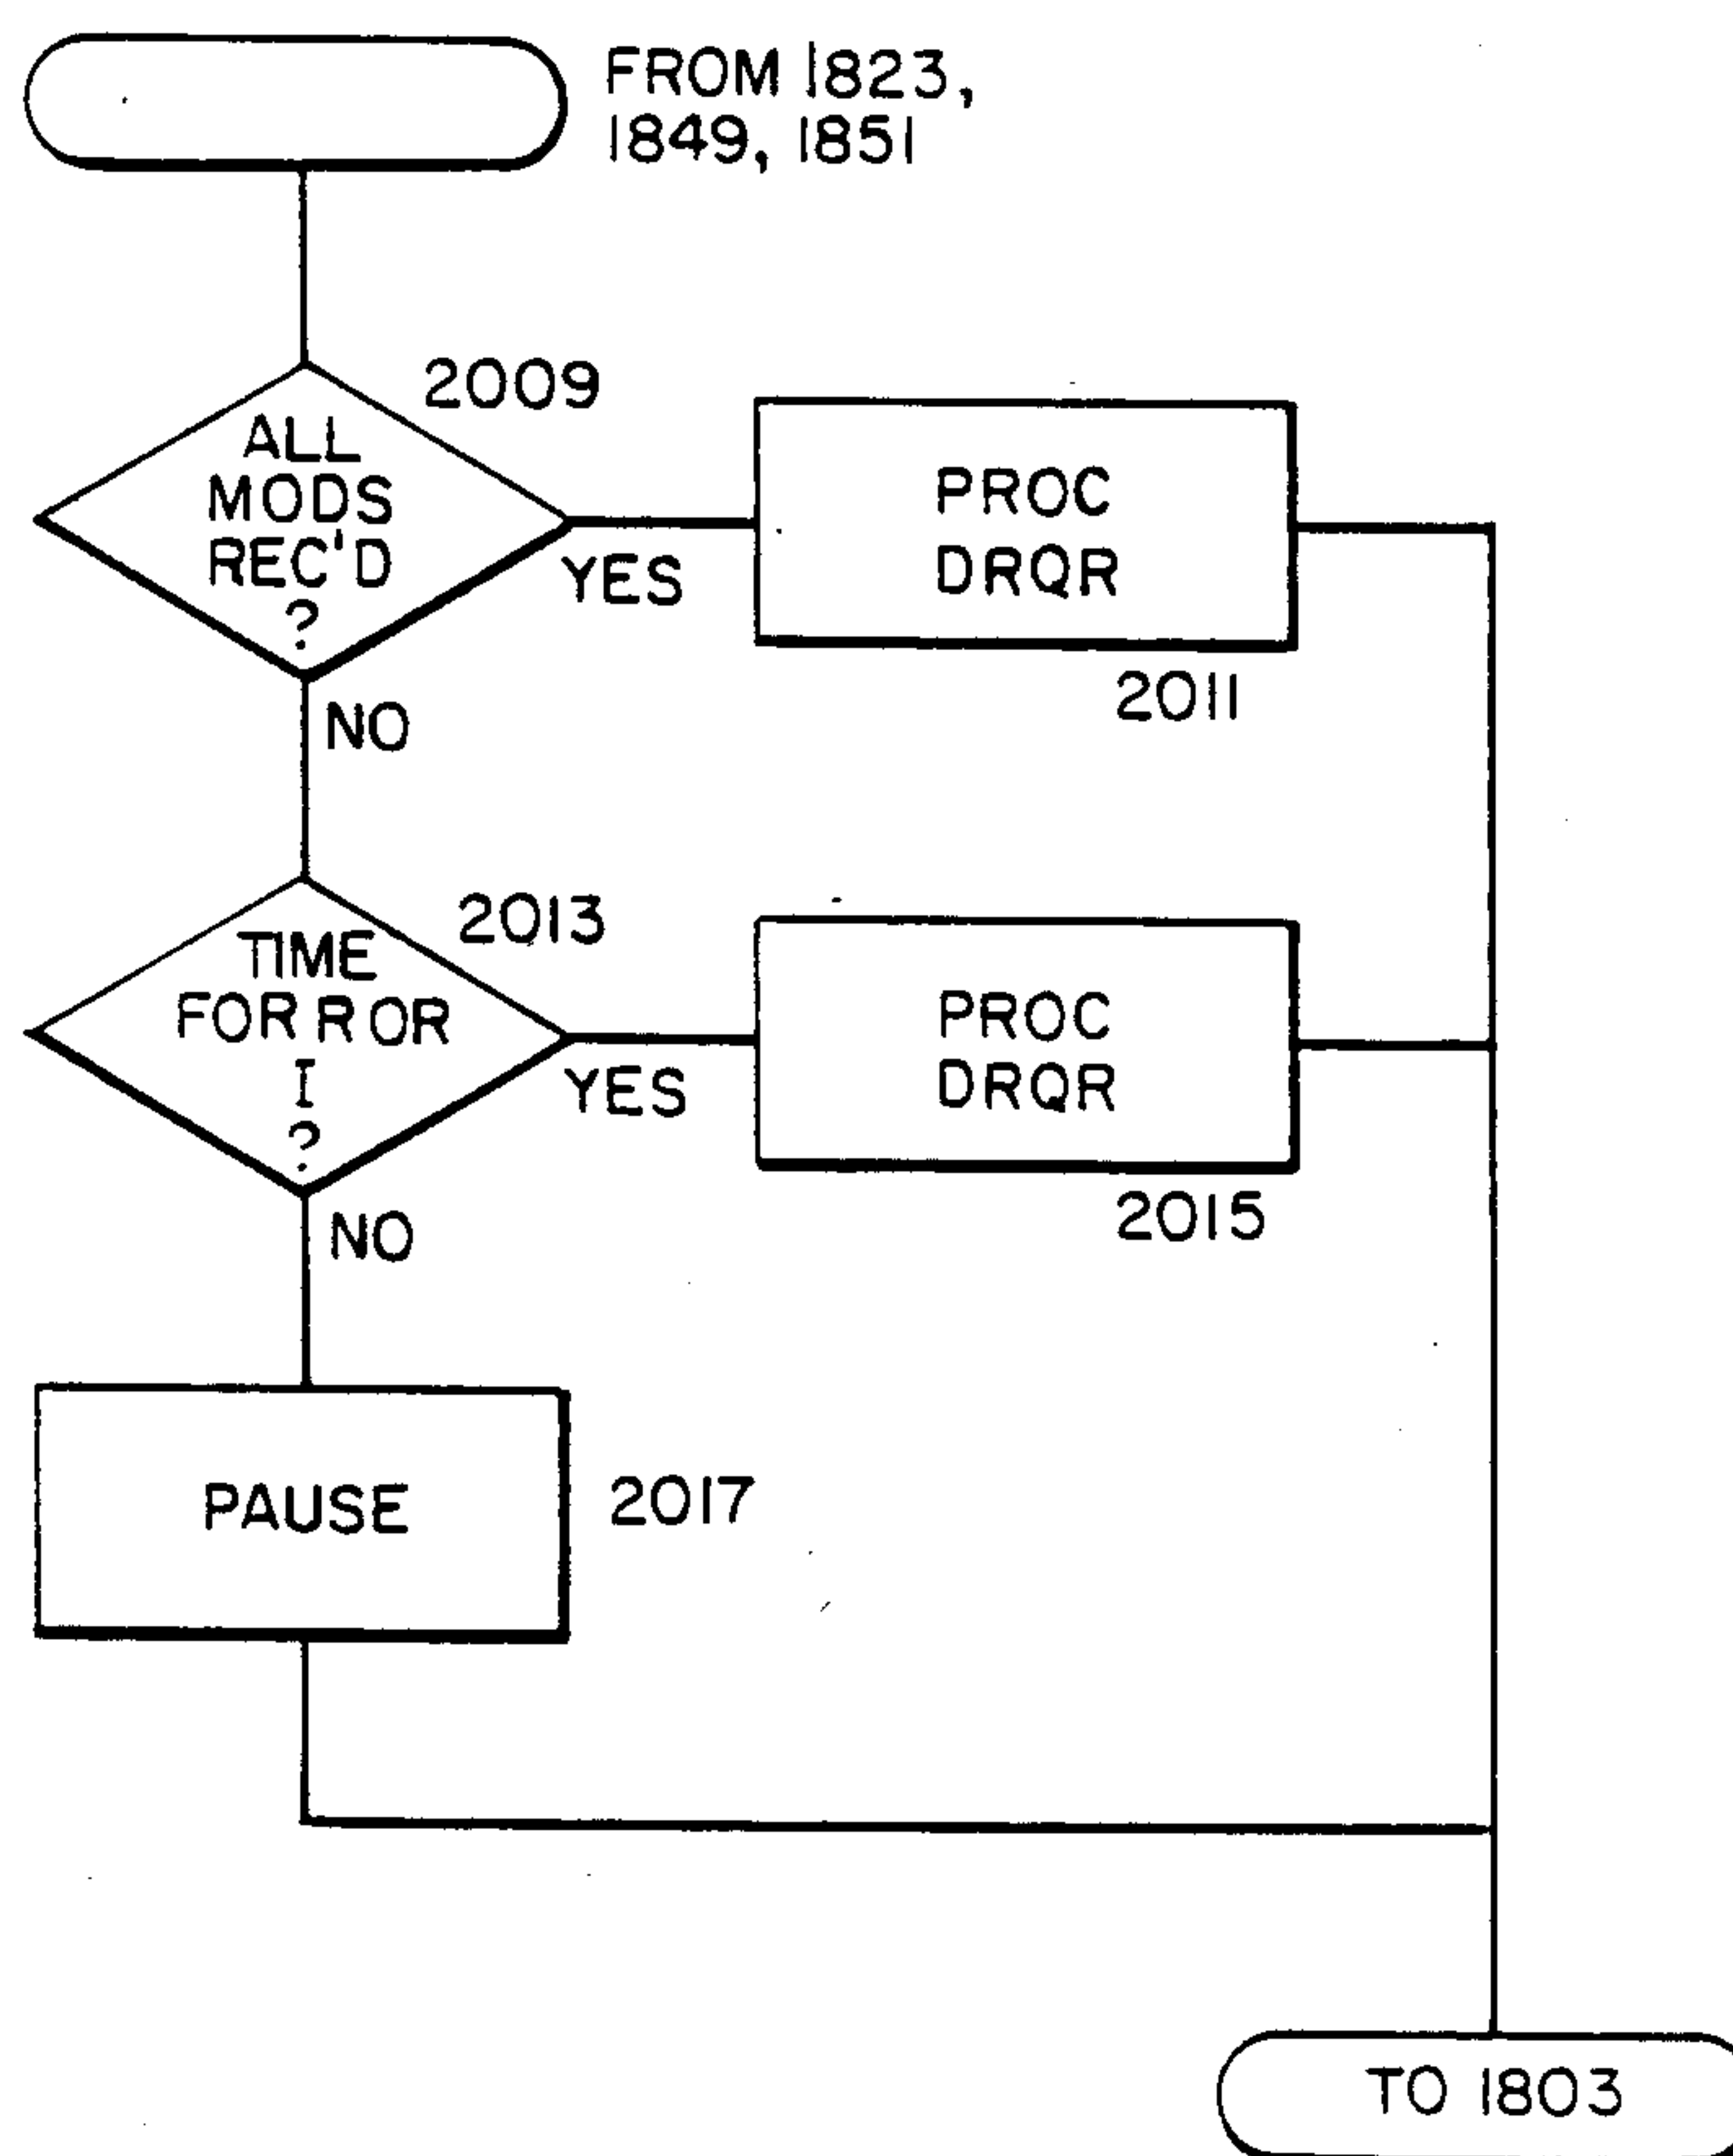 FROM 1823,
1849, 1851
2009
ALL
MODS
REC'D
?
YES
PROC
DRQR
2011
NO
2013
TIME
FOR R OR
I
?
YES
PROC
DRQR
2015
NO
PAUSE
2017
TO 1803